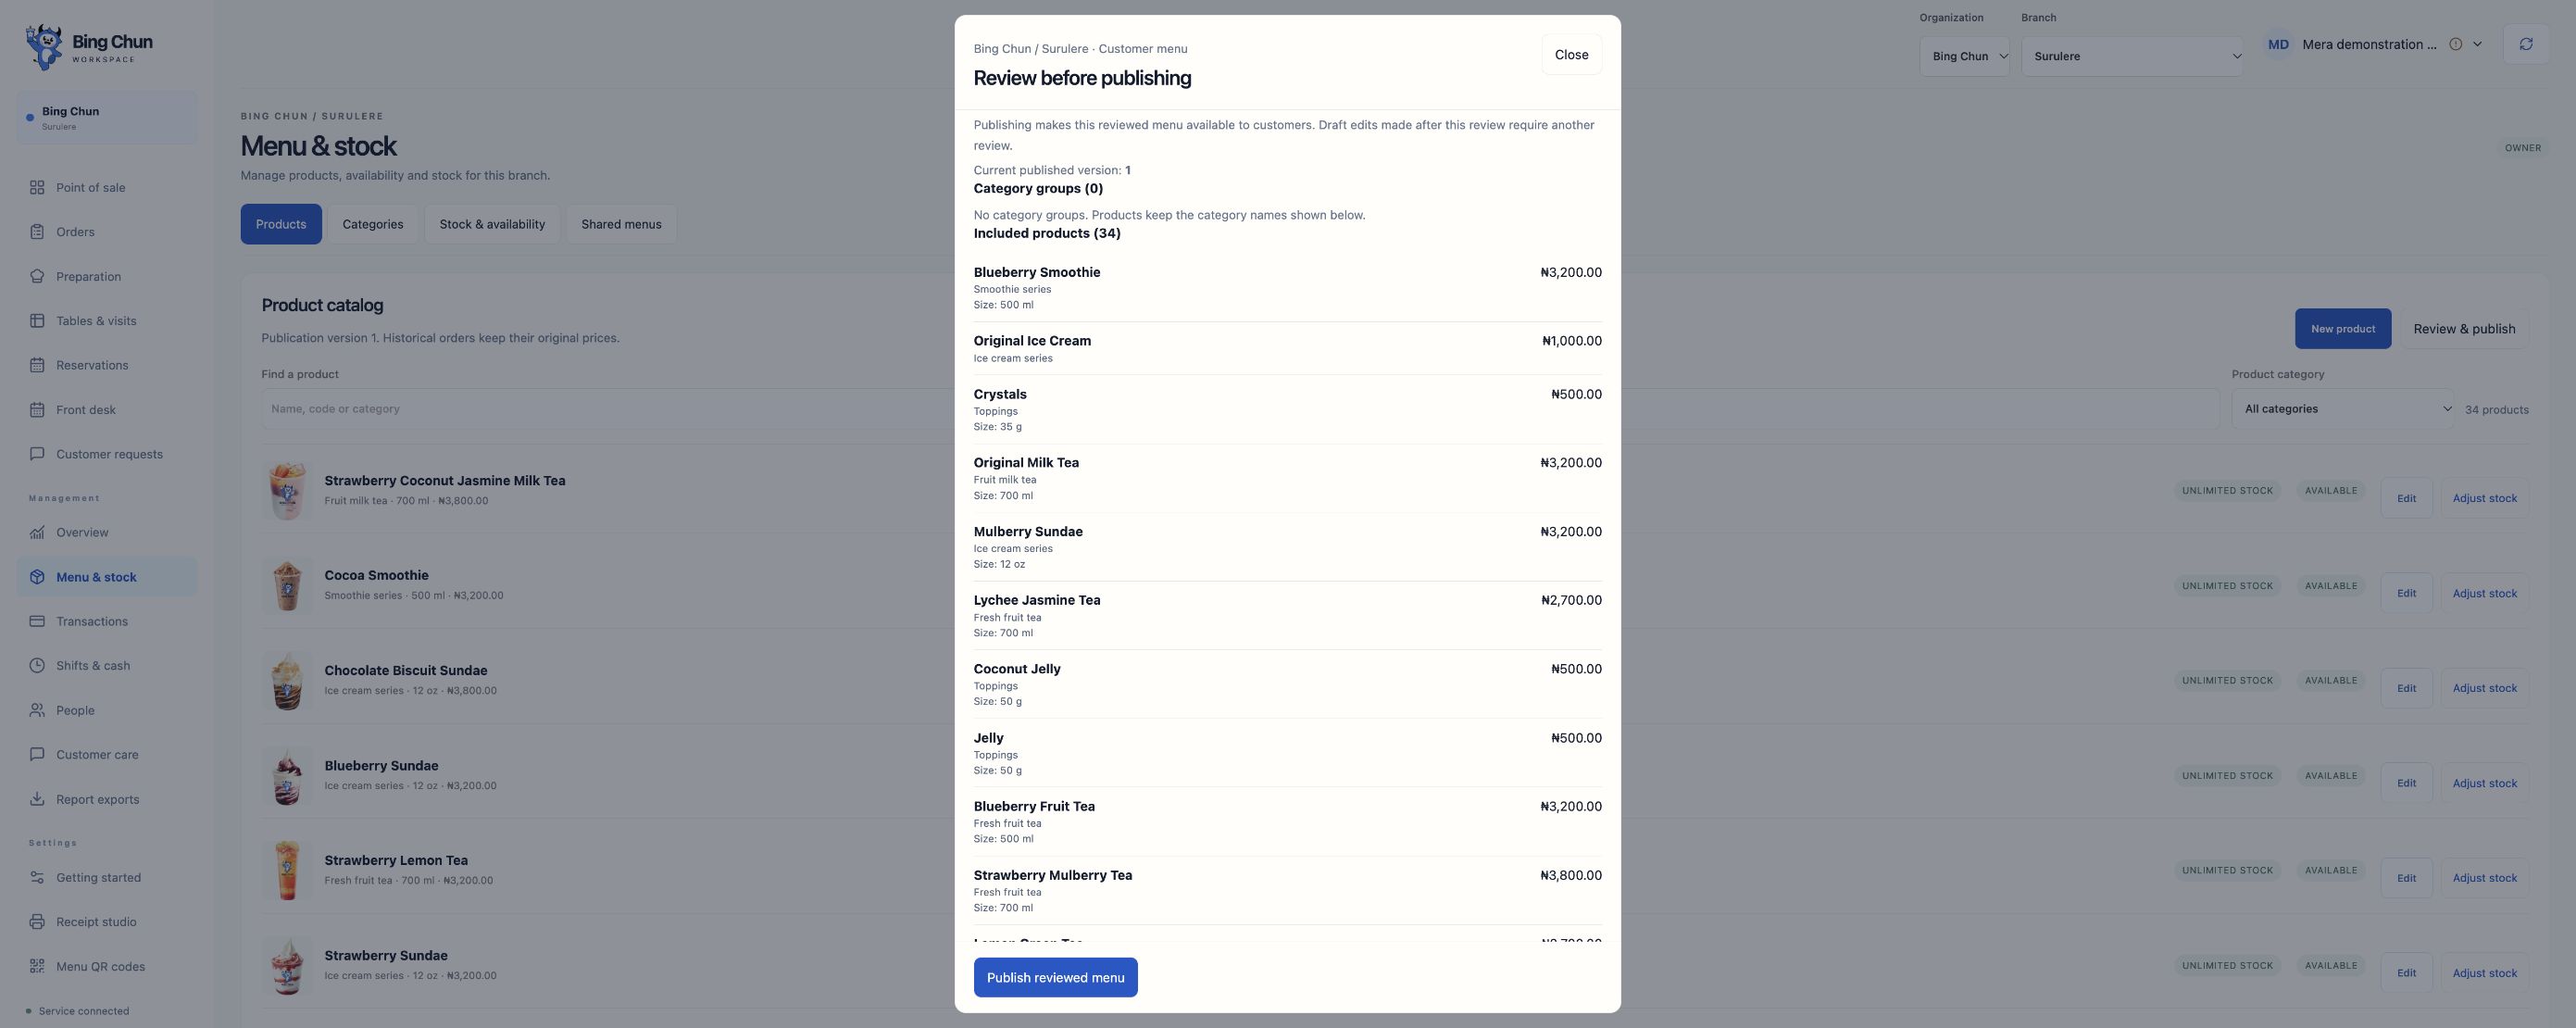 Bing Chun
WORKSPACE
Bing Chun
Surulere
Point of sale
Orders
Preparation
Tables & visits
Reservations
Front desk
Customer requests
Management
Overview
Menu & stock
Transactions
Shifts & cash
People
Customer care
Report exports
Settings
Getting started
Receipt studio
Menu QR codes
Service connected
Organization
Branch
Bing Chun
Surulere
MD
Mera demonstration ...
BING CHUN / SURULERE
Menu & stock
Manage products, availability and stock for this branch.
OWNER
Products
Categories
Stock & availability
Shared menus
Product catalog
Publication version 1. Historical orders keep their original prices.
New product
Review & publish
Find a product
Name, code or category
Product category
All categories
34 products
Strawberry Coconut Jasmine Milk Tea
Fruit milk tea · 700 ml · ₦3,800.00
UNLIMITED STOCK
AVAILABLE
Edit
Adjust stock
Cocoa Smoothie
Smoothie series · 500 ml · ₦3,200.00
UNLIMITED STOCK
AVAILABLE
Edit
Adjust stock
Chocolate Biscuit Sundae
Ice cream series · 12 oz · ₦3,800.00
UNLIMITED STOCK
AVAILABLE
Edit
Adjust stock
Blueberry Sundae
Ice cream series · 12 oz · ₦3,200.00
UNLIMITED STOCK
AVAILABLE
Edit
Adjust stock
Strawberry Lemon Tea
Fresh fruit tea · 700 ml · ₦3,200.00
UNLIMITED STOCK
AVAILABLE
Edit
Adjust stock
Strawberry Sundae
Ice cream series · 12 oz · ₦3,200.00
UNLIMITED STOCK
AVAILABLE
Edit
Adjust stock
Bing Chun / Surulere · Customer menu
Review before publishing
Close
Publishing makes this reviewed menu available to customers. Draft edits made after this review require another
review.
Current published version: 1
Category groups (0)
No category groups. Products keep the category names shown below.
Included products (34)
Blueberry Smoothie
₦3,200.00
Smoothie series
Size: 500 ml
Original Ice Cream
₦1,000.00
Ice cream series
Crystals
₦500.00
Toppings
Size: 35 g
Original Milk Tea
₦3,200.00
Fruit milk tea
Size: 700 ml
Mulberry Sundae
₦3,200.00
Ice cream series
Size: 12 oz
Lychee Jasmine Tea
₦2,700.00
Fresh fruit tea
Size: 700 ml
Coconut Jelly
₦500.00
Toppings
Size: 50 g
Jelly
₦500.00
Toppings
Size: 50 g
Blueberry Fruit Tea
₦3,200.00
Fresh fruit tea
Size: 500 ml
Strawberry Mulberry Tea
₦3,800.00
Fresh fruit tea
Size: 700 ml
Publish reviewed menu